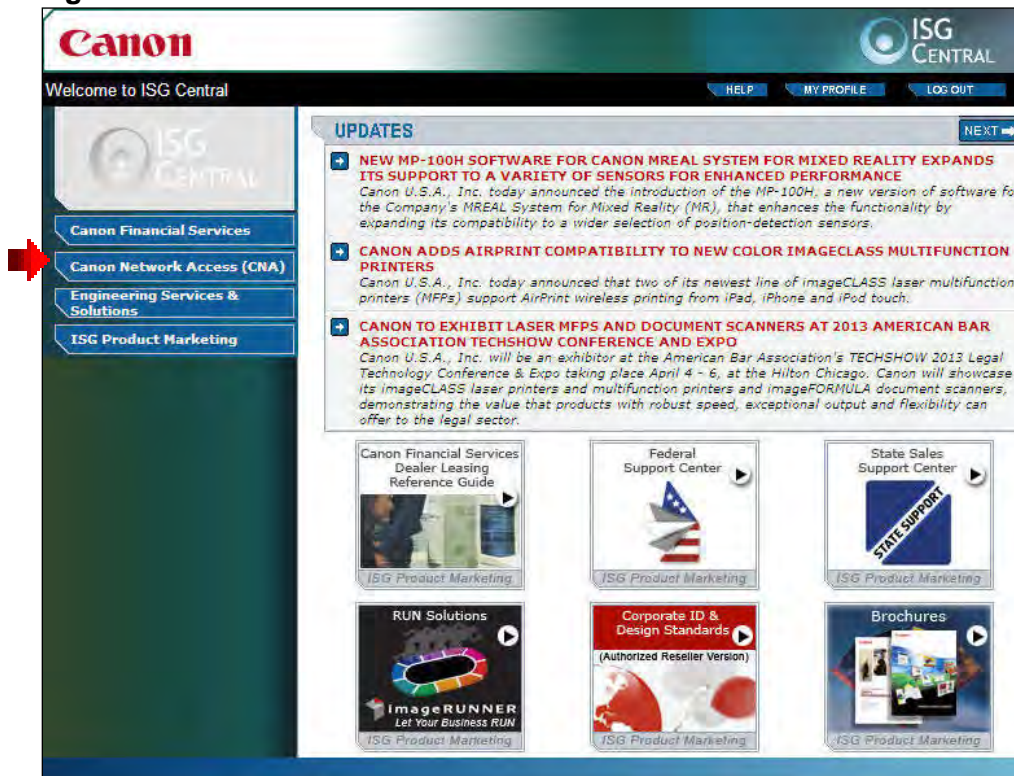 Canon
ISG
CENTRAL
Welcome to ISG Central
HELP
MY PROFILE
LOG OUT
ISG
CENTRAL
Canon Financial Services
Canon Network Access (CNA)
Engineering Services &
Solutions
ISG Product Marketing
UPDATES
NEXT
NEW MP-100H SOFTWARE FOR CANON MREAL SYSTEM FOR MIXED REALITY EXPANDS
ITS SUPPORT TO A VARIETY OF SENSORS FOR ENHANCED PERFORMANCE
Canon U.S.A., Inc. today announced the introduction of the MP-100H, a new version of software fo
the Company's MREAL System for Mixed Reality (MR), that enhances the functionality by
expanding its compatibility to a wider selection of position-detection sensors.
CANON ADDS AIRPRINT COMPATIBILITY TO NEW COLOR IMAGECLASS MULTIFUNCTION
PRINTERS
Canon U.S.A., Inc. today announced that two of its newest line of imageCLASS laser multifunction
printers (MFPs) support AirPrint wireless printing from iPad, iPhone and iPod touch.
CANON TO EXHIBIT LASER MFPS AND DOCUMENT SCANNERS AT 2013 AMERICAN BAR
ASSOCIATION TECHSHOW CONFERENCE AND EXPO
Canon U.S.A., Inc. will be an exhibitor at the American Bar Association's TECHSHOW 2013 Legal
Technology Conference & Expo taking place April 4 - 6, at the Hilton Chicago. Canon will showcase
its imageCLASS laser printers and multifunction printers and imageFORMULA document scanners,
demonstrating the value that products with robust speed, exceptional output and flexibility can
offer to the legal sector.
Canon Financial Services
Dealer Leasing
Reference Guide
ISG Product Marketing
Federal
Support Center
ISG Product Marketing
State Sales
Support Center
STATE SUPPORT
ISG Product Marketing
RUN Solutions
imageRUNNER
Let Your Business RUN
ISG Product Marketing
Corporate ID &
Design Standards
(Authorized Reseller Version)
ISG Product Marketing
Brochures
ISG Product Marketing